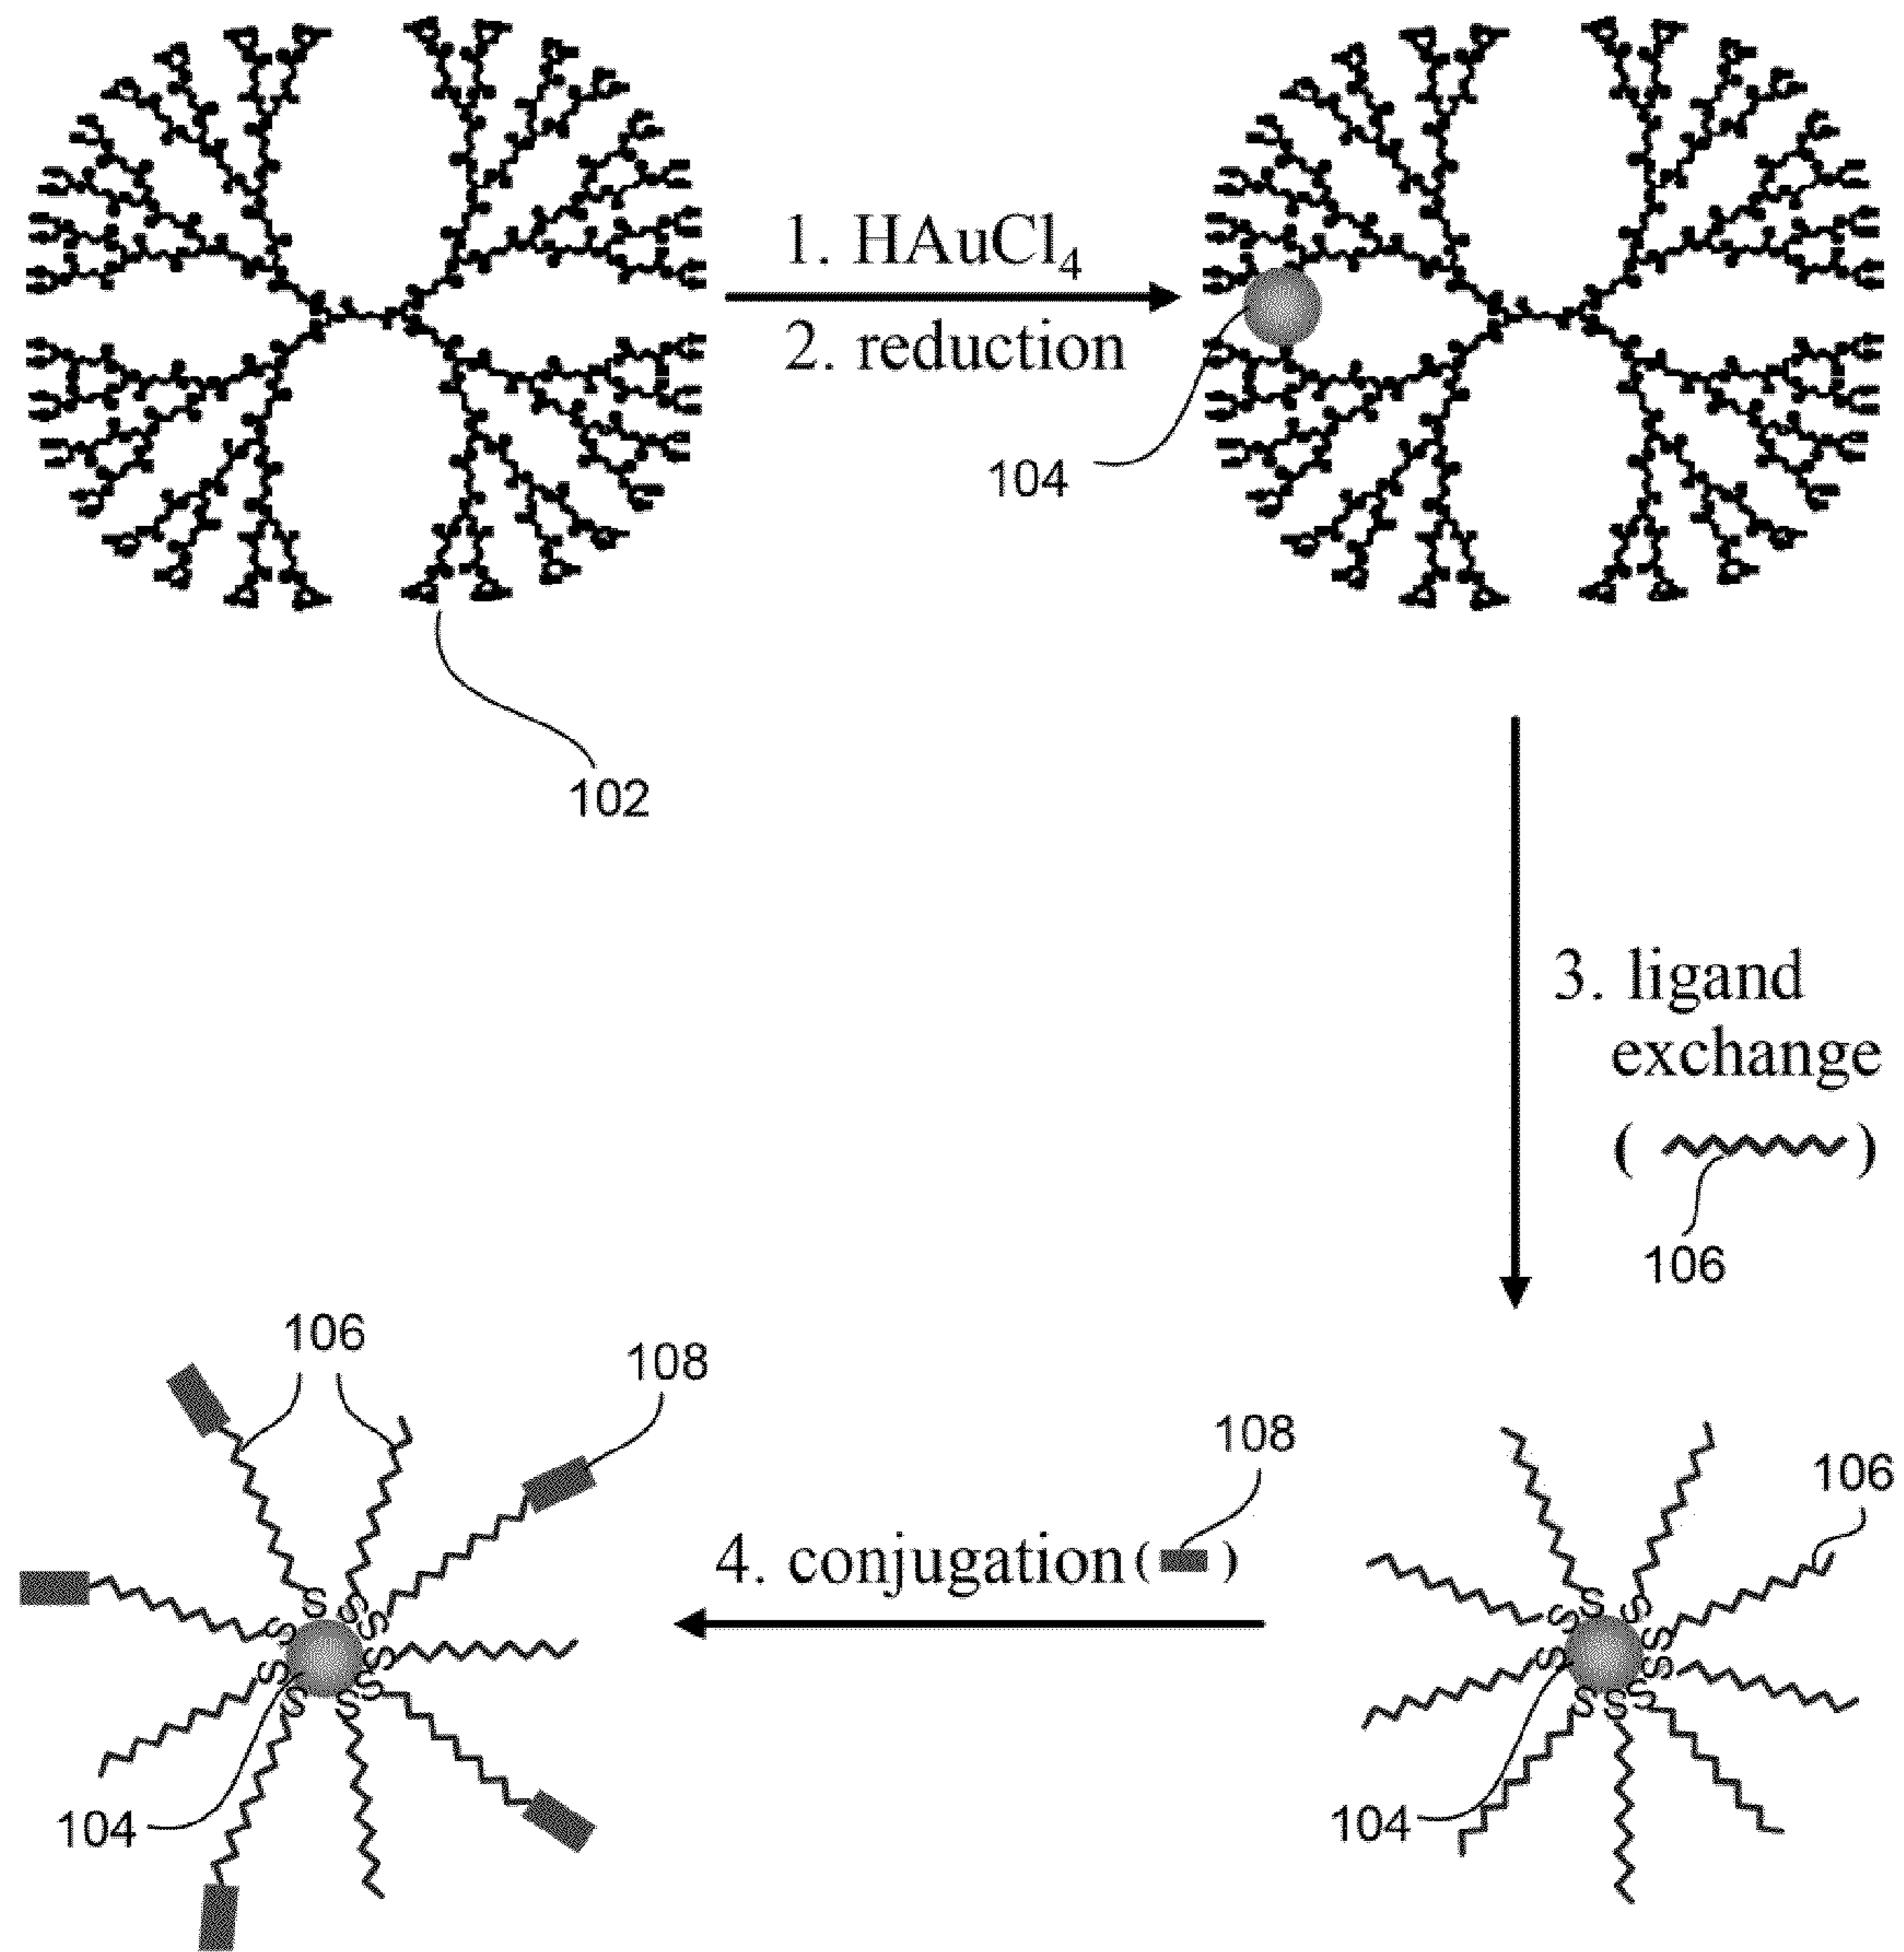 1. HAuCl4
2. reduction
104
102
3. ligand
exchange
( )
106
106
108
108
106
4. conjugation ( )
S S S S S S S S S S
S S S S S S S S S S
104
104